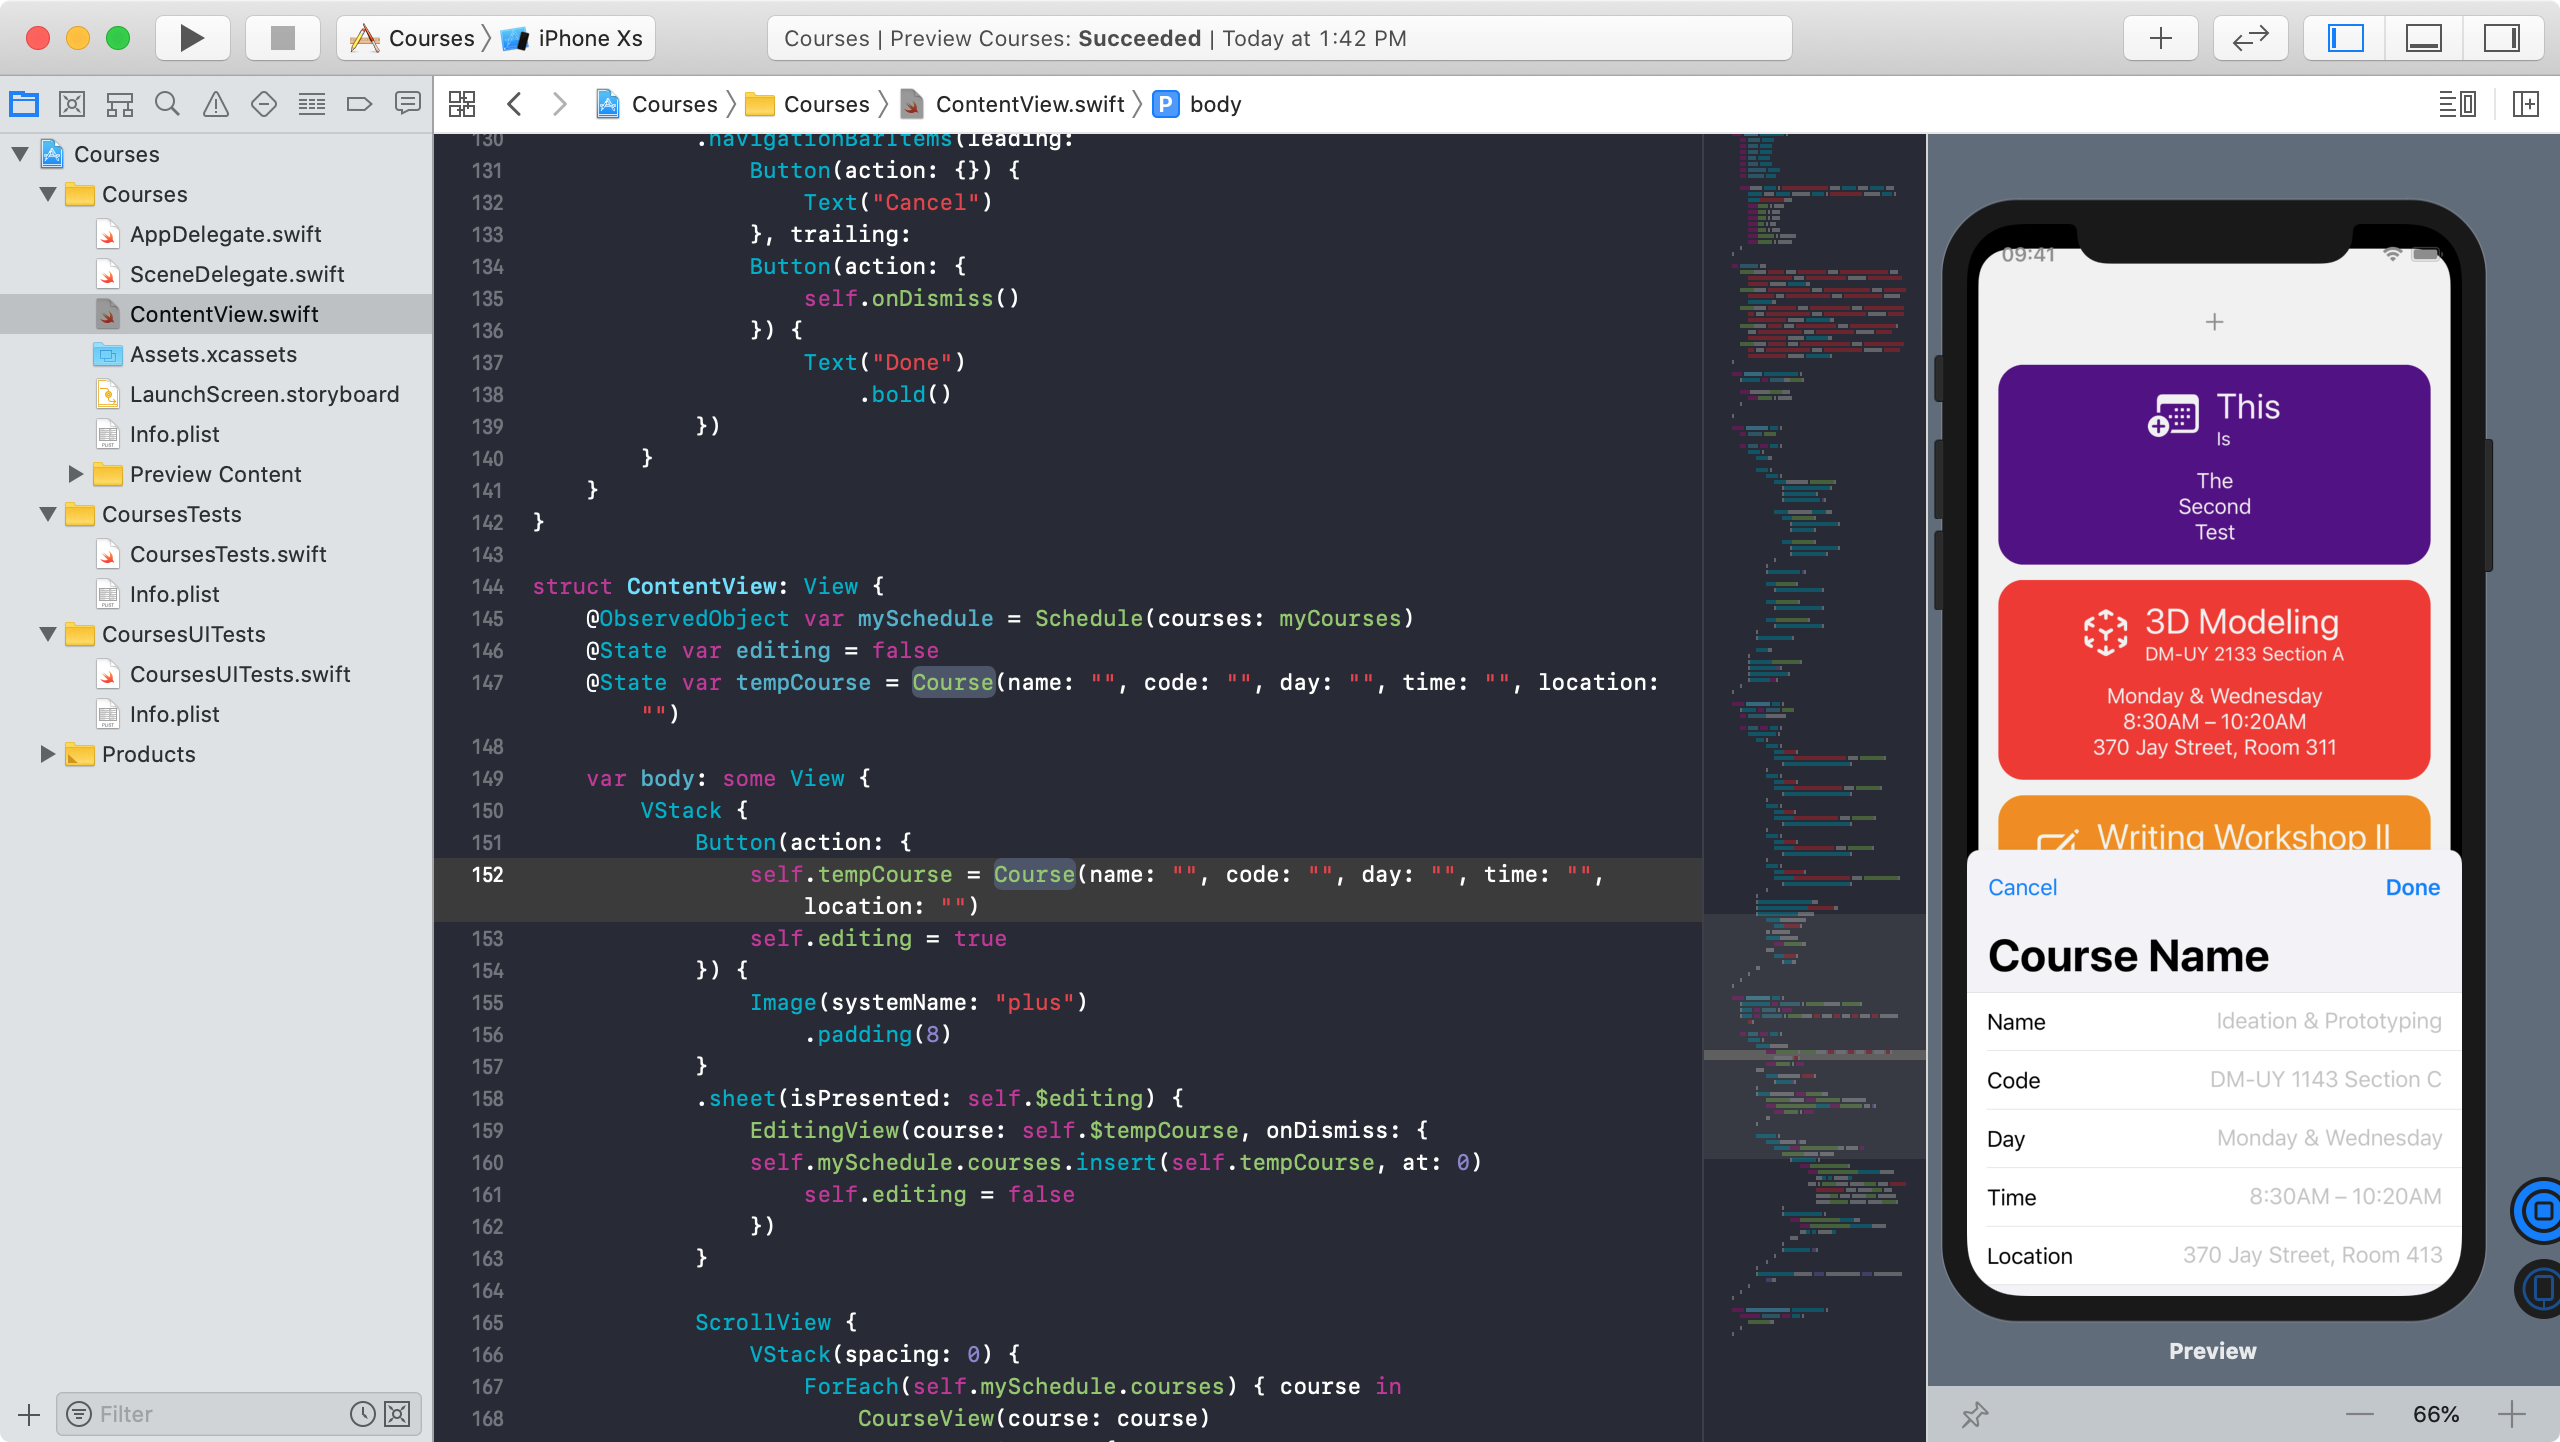 Courses 〉 iPhone Xs
Courses | Preview Courses: Succeeded | Today at 1:42 PM
Courses 〉 Courses 〉 ContentView.swift 〉 P body
Courses
Courses
AppDelegate.swift
SceneDelegate.swift
ContentView.swift
Assets.xcassets
LaunchScreen.storyboard
Info.plist
Preview Content
CoursesTests
CoursesTests.swift
Info.plist
CoursesUITests
CoursesUITests.swift
Info.plist
Products
Filter
130 .navigationBarItems(leading:
131 Button(action: {}) {
132 Text("Cancel")
133 }, trailing:
134 Button(action: {
135 self.onDismiss()
136 }) {
137 Text("Done")
138 .bold()
139 })
140 }
141 }
142 }
143
144 struct ContentView: View {
145 @ObservedObject var mySchedule = Schedule(courses: myCourses)
146 @State var editing = false
147 @State var tempCourse = Course(name: "", code: "", day: "", time: "", location:
"")
148
149 var body: some View {
150 VStack {
151 Button(action: {
152 self.tempCourse = Course(name: "", code: "", day: "", time: "",
location: "")
153 self.editing = true
154 }) {
155 Image(systemName: "plus")
156 .padding(8)
157 }
158 .sheet(isPresented: self.$editing) {
159 EditingView(course: self.$tempCourse, onDismiss: {
160 self.mySchedule.courses.insert(self.tempCourse, at: 0)
161 self.editing = false
162 })
163 }
164
165 ScrollView {
166 VStack(spacing: 0) {
167 ForEach(self.mySchedule.courses) { course in
168 CourseView(course: course)
09:41
This
Is
The
Second
Test
3D Modeling
DM-UY 2133 Section A
Monday & Wednesday
8:30AM – 10:20AM
370 Jay Street, Room 311
Writing Workshop II
Cancel Done
Course Name
Name Ideation & Prototyping
Code DM-UY 1143 Section C
Day Monday & Wednesday
Time 8:30AM – 10:20AM
Location 370 Jay Street, Room 413
Preview
66%